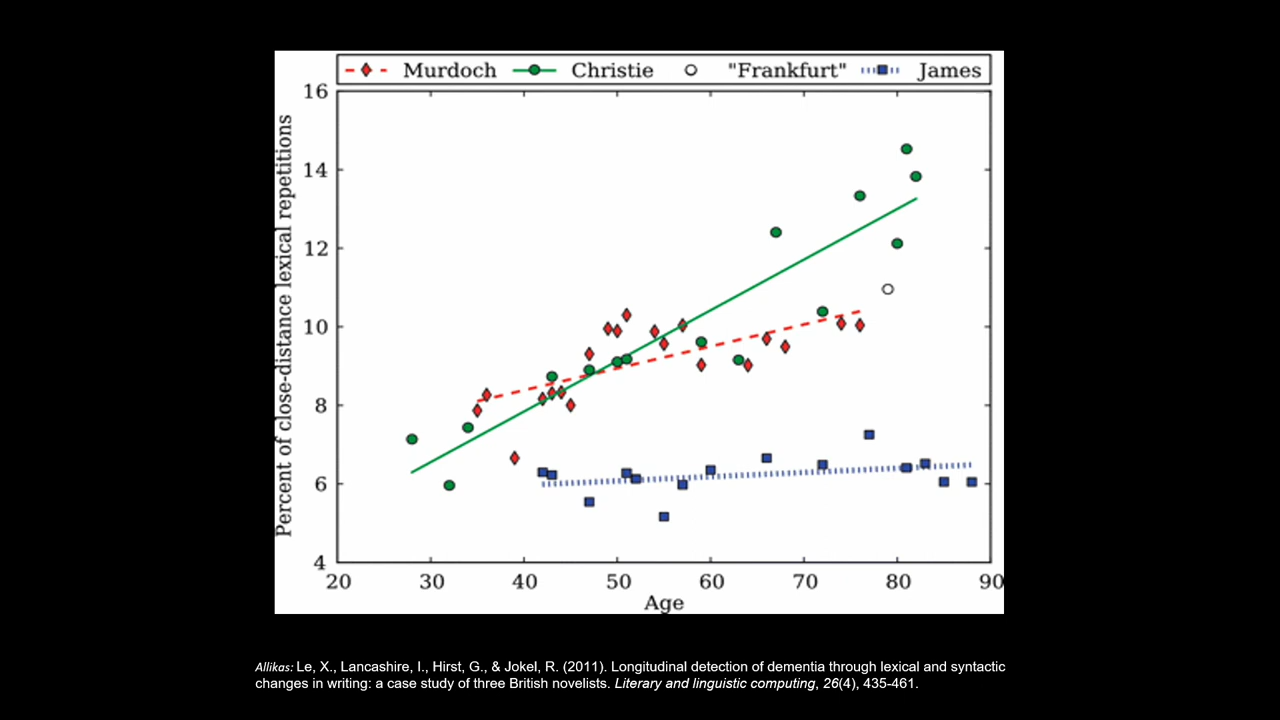 Murdoch Christie "Frankfurt" James
Percent of close-distance lexical repetitions
16
14
12
10
8
6
4
20 30 40 50 60 70 80 90
Age
Allikas: Le, X., Lancashire, I., Hirst, G., & Jokel, R. (2011). Longitudinal detection of dementia through lexical and syntactic
changes in writing: a case study of three British novelists. Literary and linguistic computing, 26(4), 435-461.